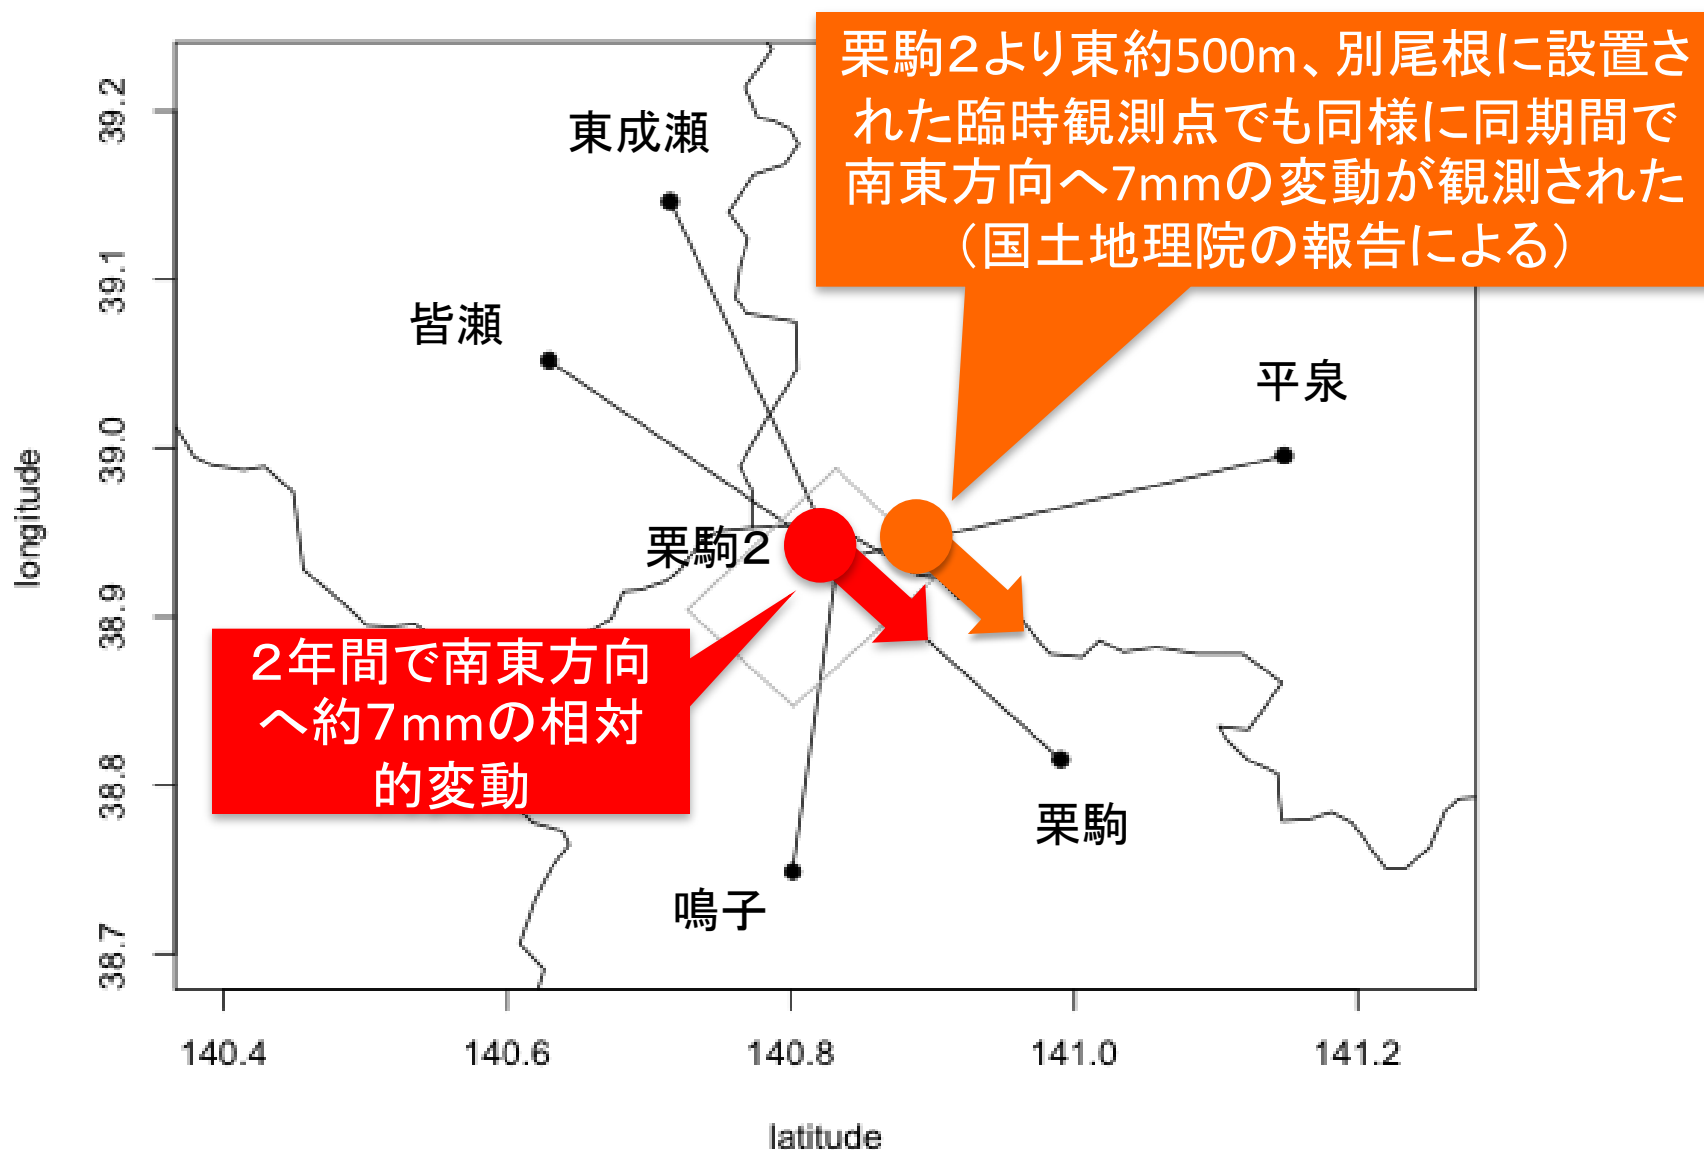 栗駒２より東約500m、別尾根に設置さ
れた臨時観測点でも同様に同期間で
南東方向へ7mmの変動が観測された
（国土地理院の報告による）
東成瀬
皆瀬
平泉
栗駒２
２年間で南東方向
へ約７mmの相対
的変動
栗駒
鳴子
longitude
39.2
39.1
39.0
38.9
38.8
38.7
140.4
140.6
140.8
141.0
141.2
latitude